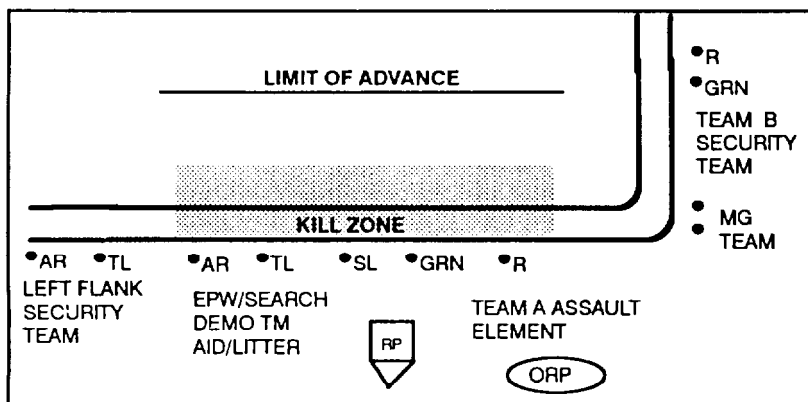 LIMIT OF ADVANCE
R
GRN
TEAM B
SECURITY
TEAM
MG
TEAM
KILL ZONE
AR
TL
AR
TL
SL
GRN
R
LEFT FLANK
SECURITY
TEAM
EPW/SEARCH
DEMO TM
AID/LITTER
RP
TEAM A ASSAULT
ELEMENT
ORP